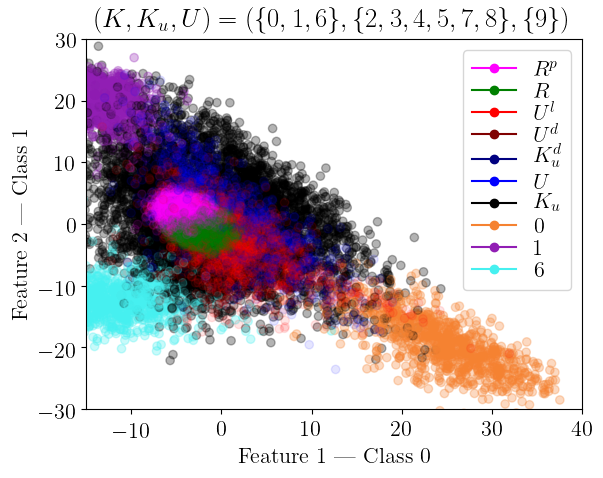 (K, K_u, U) = ({0, 1, 6}, {2, 3, 4, 5, 7, 8}, {9})
R^p
R
U^l
U^d
K_u^d
U
K_u
0
1
6
30
20
10
0
−10
−20
−30
Feature 2 — Class 1
−10 0 10 20 30 40
Feature 1 — Class 0